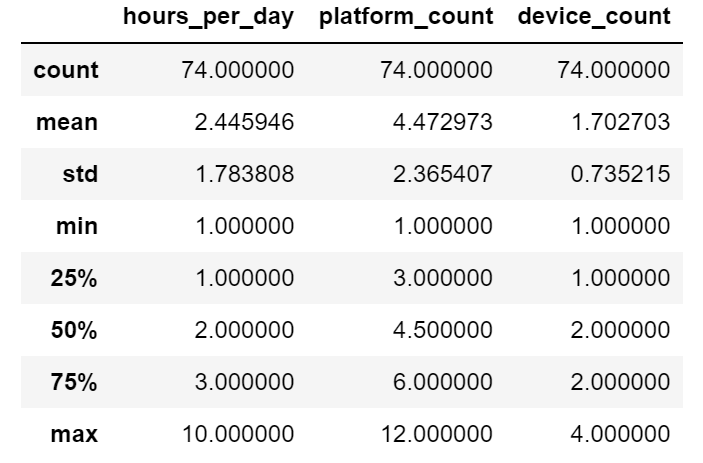 hours_per_day platform_count device_count
count 74.000000 74.000000 74.000000
mean 2.445946 4.472973 1.702703
std 1.783808 2.365407 0.735215
min 1.000000 1.000000 1.000000
25% 1.000000 3.000000 1.000000
50% 2.000000 4.500000 2.000000
75% 3.000000 6.000000 2.000000
max 10.000000 12.000000 4.000000